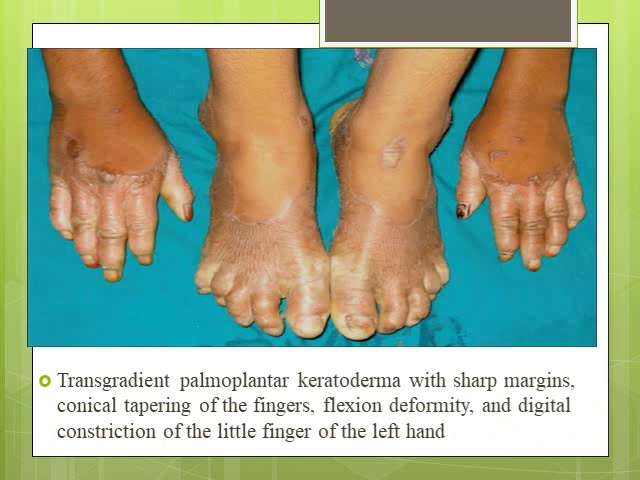 Transgradient palmoplantar keratoderma with sharp margins,
conical tapering of the fingers, flexion deformity, and digital
constriction of the little finger of the left hand